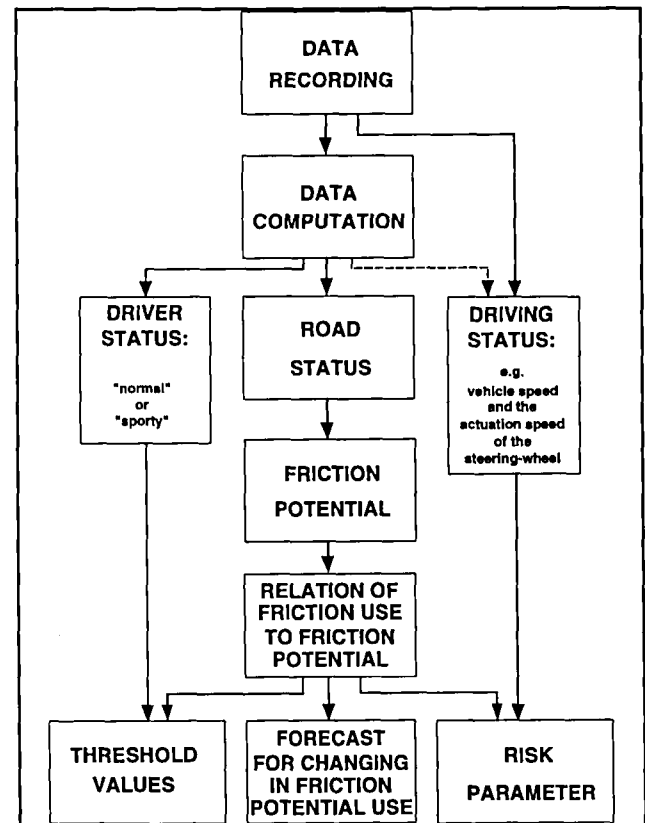 DATA
RECORDING
DATA
COMPUTATION
DRIVER
STATUS:
"normal"
or
"sporty"
ROAD
STATUS
DRIVING
STATUS:
e.g.
vehicle speed
and the
actuation speed
of the
steering-wheel
FRICTION
POTENTIAL
RELATION OF
FRICTION USE
TO FRICTION
POTENTIAL
THRESHOLD
VALUES
FORECAST
FOR CHANGING
IN FRICTION
POTENTIAL USE
RISK
PARAMETER